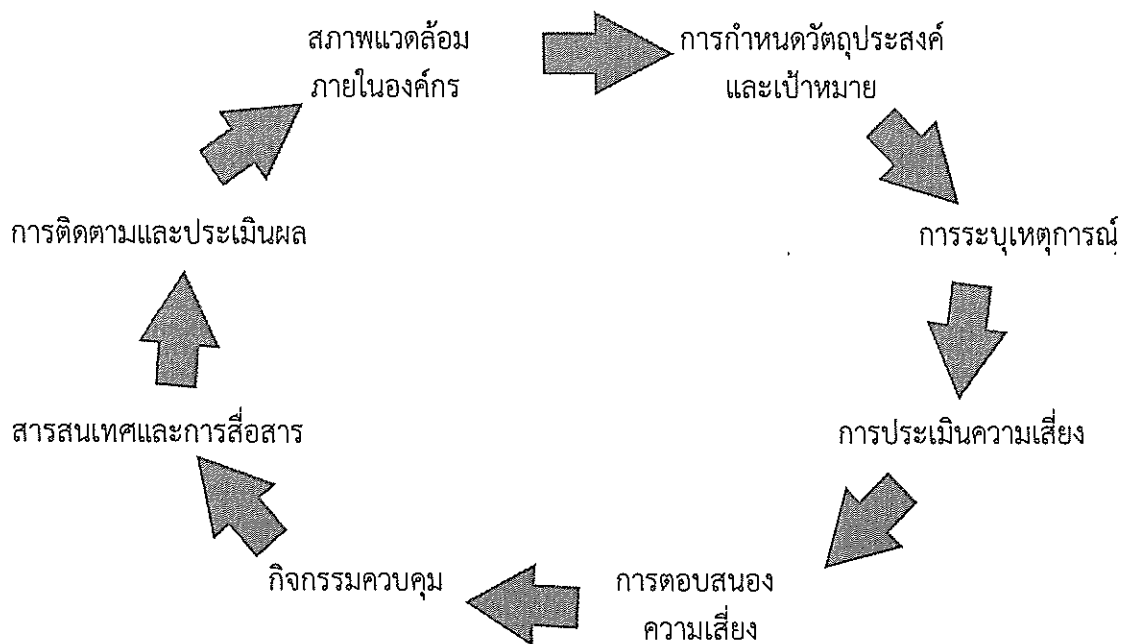 สภาพแวดล้อม
ภายในองค์กร
การกำหนดวัตถุประสงค์
และเป้าหมาย
การระบุเหตุการณ์
การประเมินความเสี่ยง
การตอบสนอง
ความเสี่ยง
กิจกรรมควบคุม
สารสนเทศและการสื่อสาร
การติดตามและประเมินผล